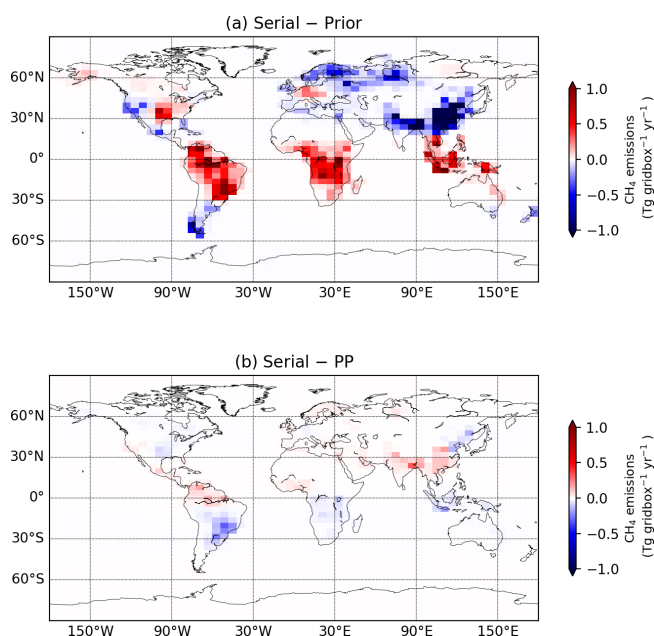 (a) Serial − Prior
60°N
30°N
0°
30°S
60°S
150°W 90°W 30°W 30°E 90°E 150°E
1.0
0.5
0.0
−0.5
−1.0
CH₄ emissions
(Tg gridbox⁻¹ yr⁻¹ )
(b) Serial − PP
60°N
30°N
0°
30°S
60°S
150°W 90°W 30°W 30°E 90°E 150°E
1.0
0.5
0.0
−0.5
−1.0
CH₄ emissions
(Tg gridbox⁻¹ yr⁻¹ )